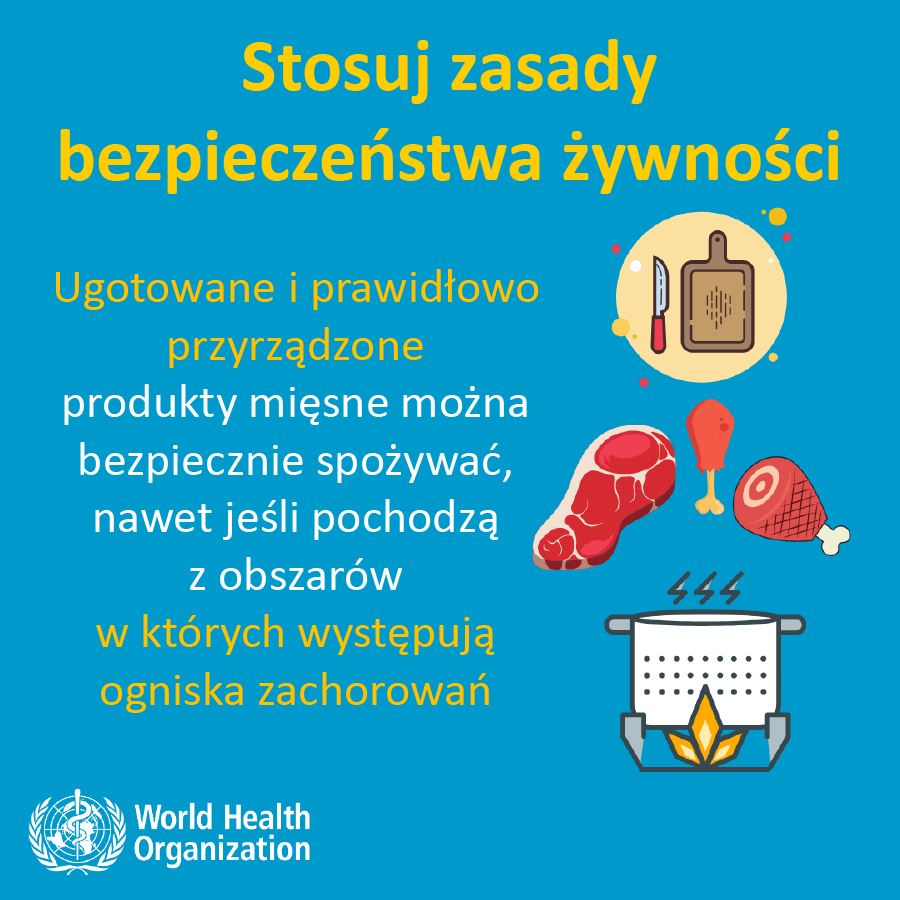 Stosuj zasady
bezpieczeństwa żywności
Ugotowane i prawidłowo
przyrządzone
produkty mięsne można
bezpiecznie spożywać,
nawet jeśli pochodzą
z obszarów
w których występują
ogniska zachorowań
World Health
Organization